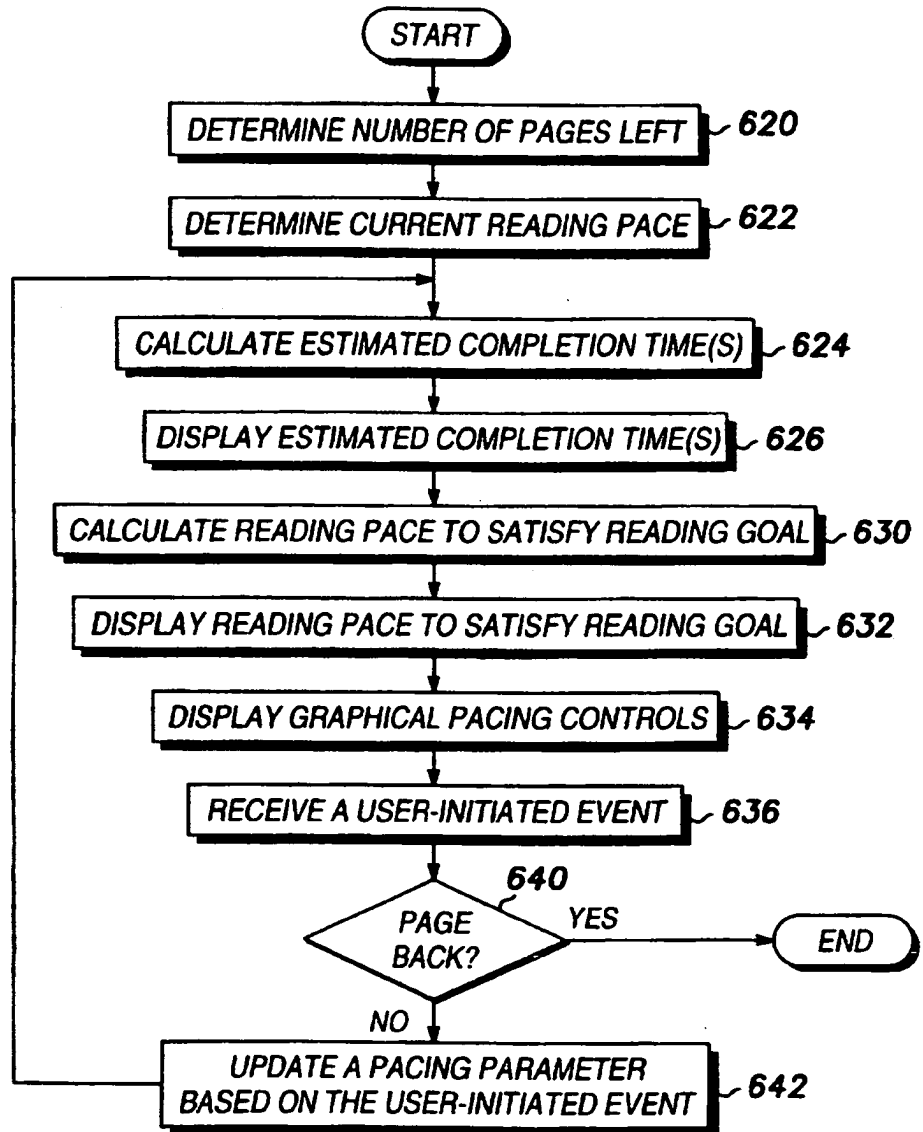 START
DETERMINE NUMBER OF PAGES LEFT 620
DETERMINE CURRENT READING PACE 622
CALCULATE ESTIMATED COMPLETION TIME(S) 624
DISPLAY ESTIMATED COMPLETION TIME(S) 626
CALCULATE READING PACE TO SATISFY READING GOAL 630
DISPLAY READING PACE TO SATISFY READING GOAL 632
DISPLAY GRAPHICAL PACING CONTROLS 634
RECEIVE A USER-INITIATED EVENT 636
640
PAGE
BACK?
YES
END
NO
UPDATE A PACING PARAMETER
BASED ON THE USER-INITIATED EVENT 642